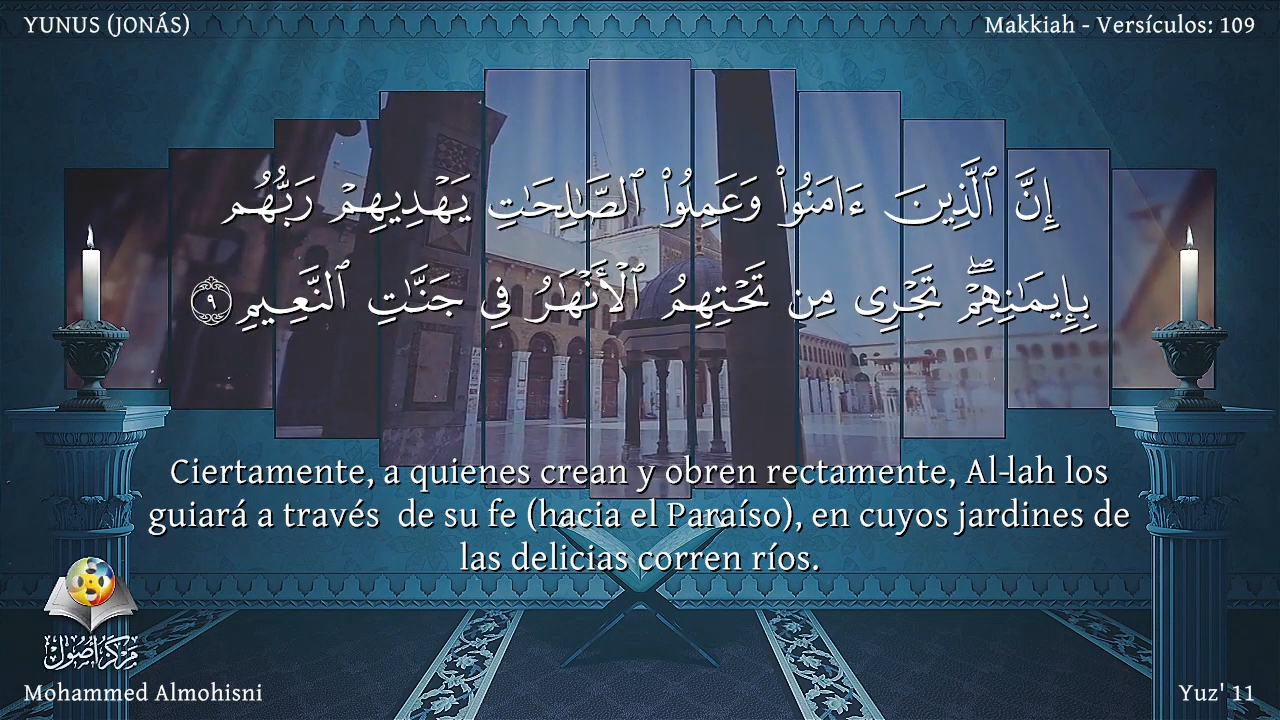 YUNUS (JONÁS)
Makkiah - Versículos: 109
إِنَّ ٱلَّذِينَ ءَامَنُوا۟ وَعَمِلُوا۟ ٱلصَّـٰلِحَـٰتِ يَهْدِيهِمْ رَبُّهُم
بِإِيمَـٰنِهِمْ ۖ تَجْرِى مِن تَحْتِهِمُ ٱلْأَنْهَـٰرُ فِى جَنَّـٰتِ ٱلنَّعِيمِ ٩
Ciertamente, a quienes crean y obren rectamente, Al-lah los
guiará a través de su fe (hacia el Paraíso), en cuyos jardines de
las delicias corren ríos.
مركز أصول
Mohammed Almohisni
Yuz' 11